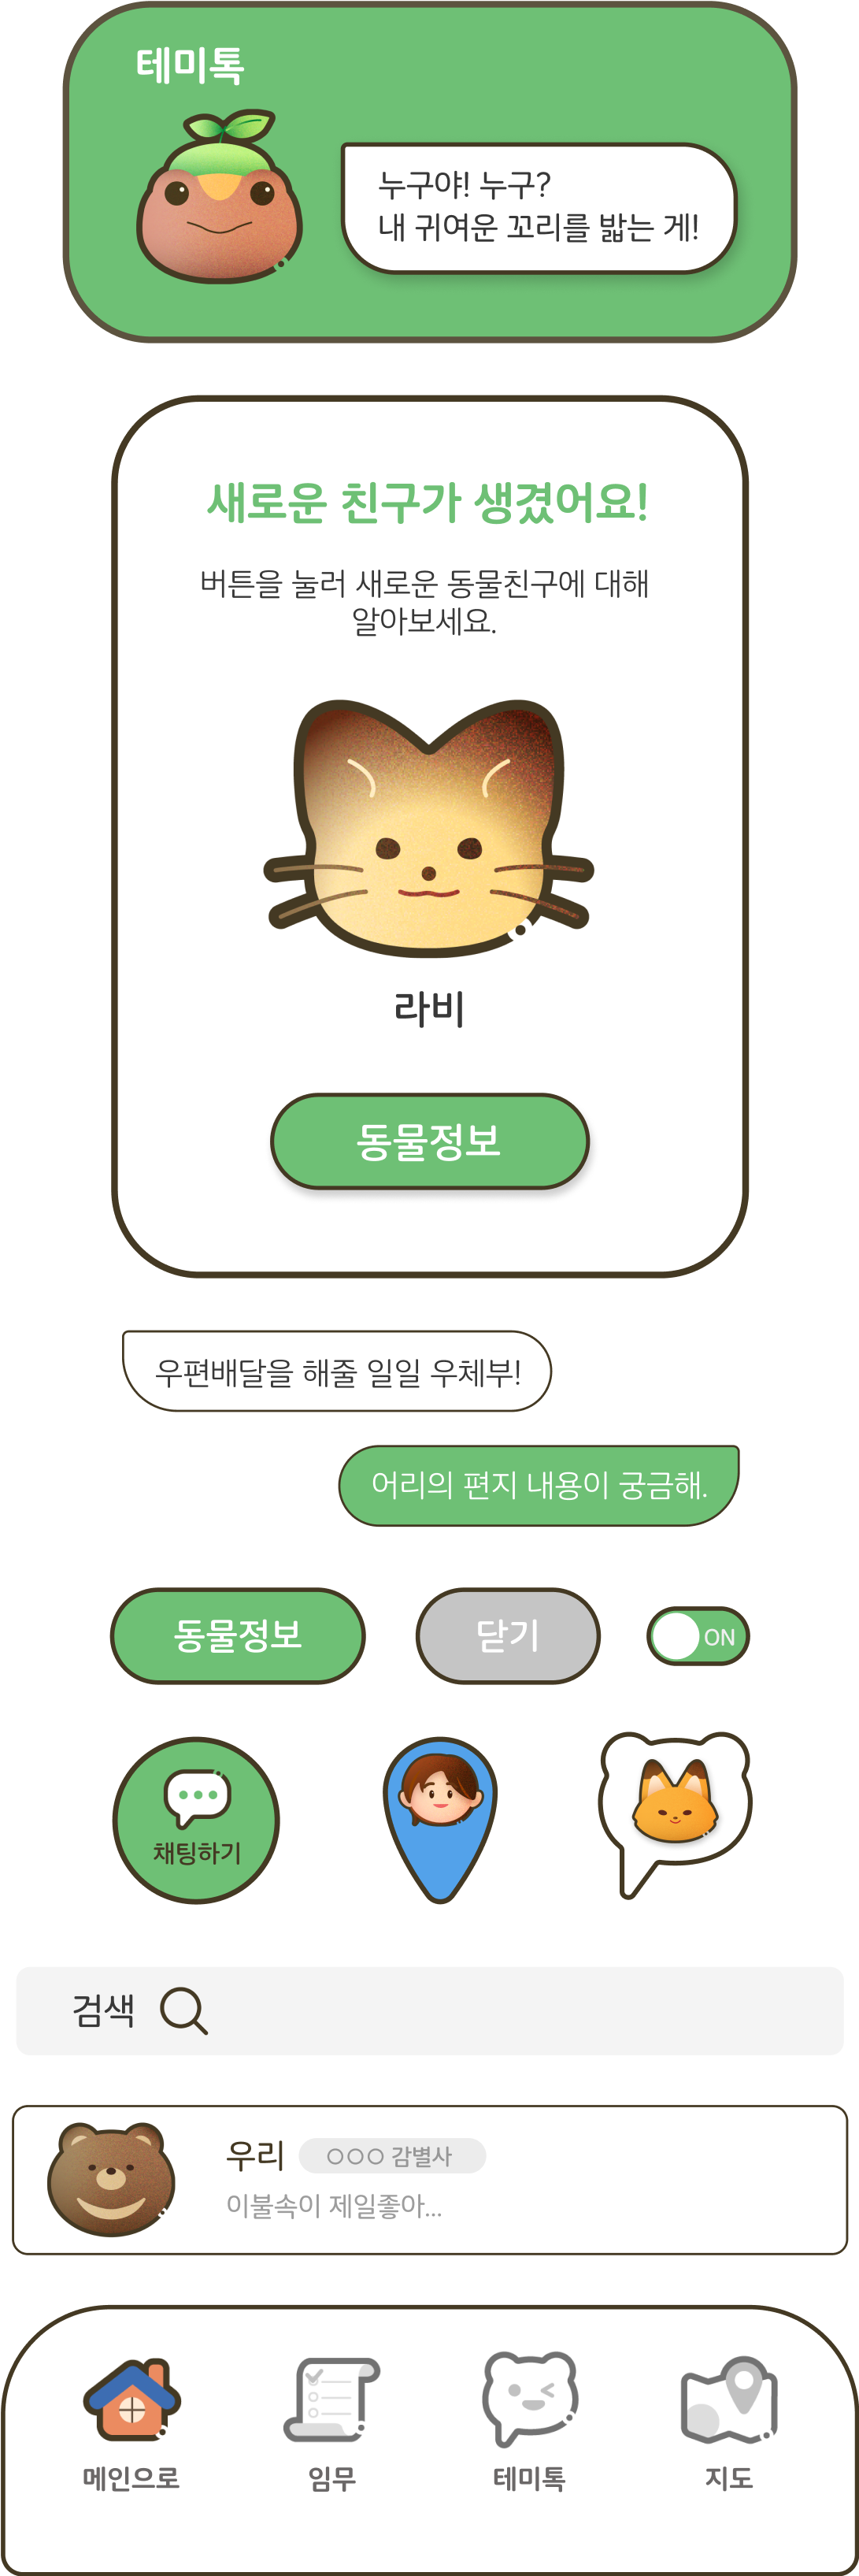 테미톡
누구야! 누구?
내 귀여운 꼬리를 밟는 게!
새로운 친구가 생겼어요!
버튼을 눌러 새로운 동물친구에 대해
알아보세요.
라비
동물정보
우편배달을 해줄 일일 우체부!
어리의 편지 내용이 궁금해.
동물정보
닫기
ON
채팅하기
검색
우리
○○○ 감별사
이불속이 제일좋아...
메인으로
임무
테미톡
지도